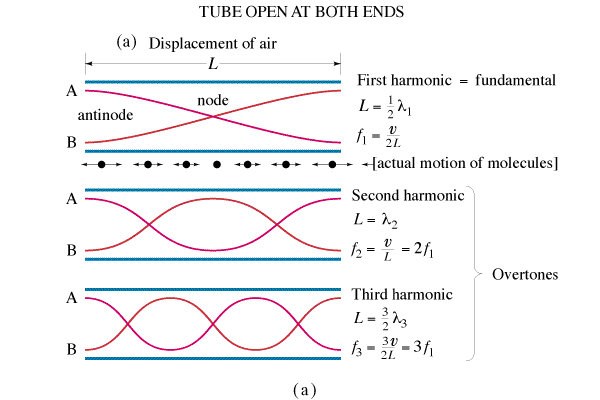 TUBE OPEN AT BOTH ENDS
(a) Displacement of air
L
A
B
antinode
node
First harmonic = fundamental
L = 1/2 λ₁
f₁ = v/2L
[actual motion of molecules]
A
B
Second harmonic
L = λ₂
f₂ = v/L = 2f₁
Overtones
A
B
Third harmonic
L = 3/2 λ₃
f₃ = 3v/2L = 3f₁
(a)